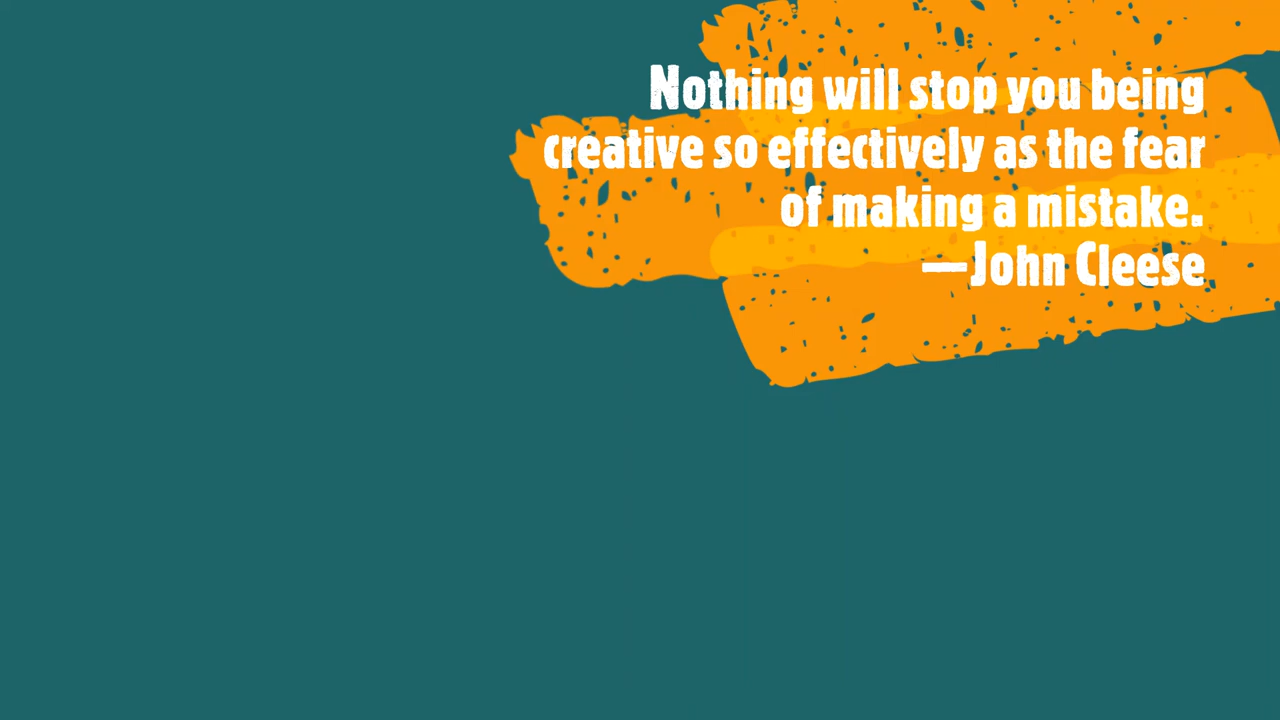 Nothing will stop you being
creative so effectively as the fear
of making a mistake.
—John Cleese